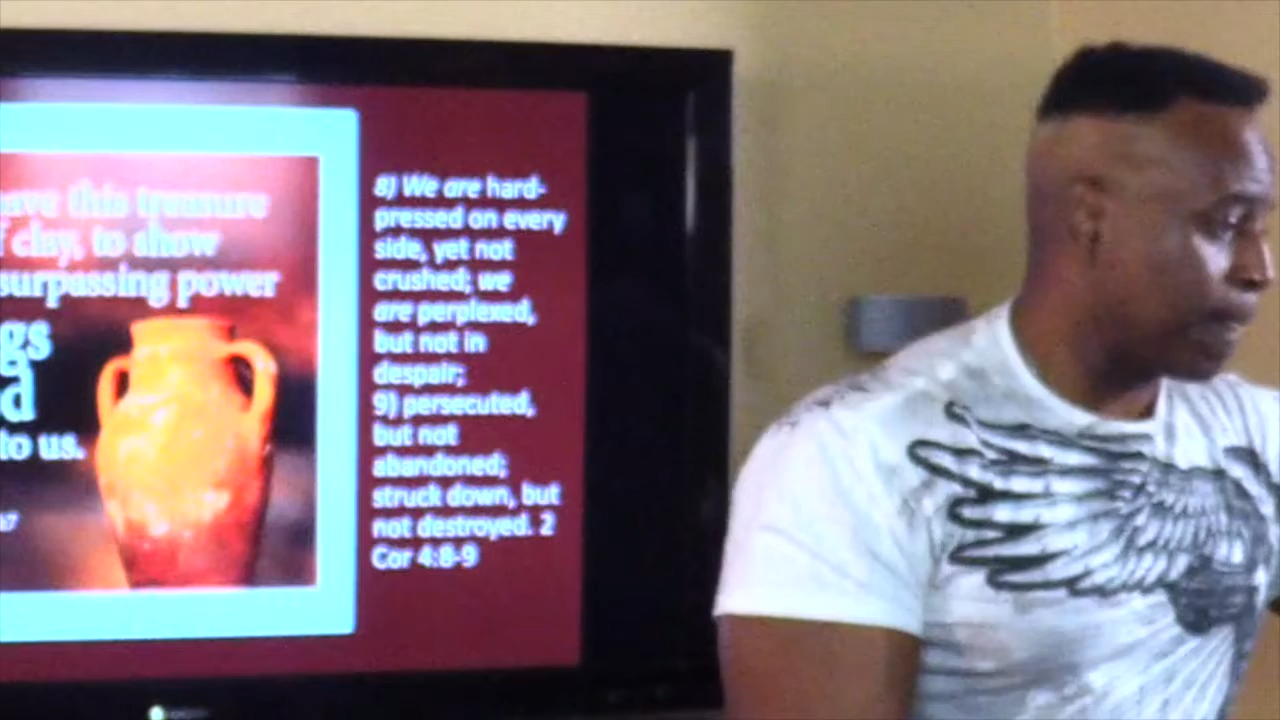 ave this treasure
f clay, to show
surpassing power
gs
d
to us.
8) We are hard-
pressed on every
side, yet not
crushed; we
are perplexed,
but not in
despair;
9) persecuted,
but not
abandoned;
struck down, but
not destroyed. 2
Cor 4:8-9